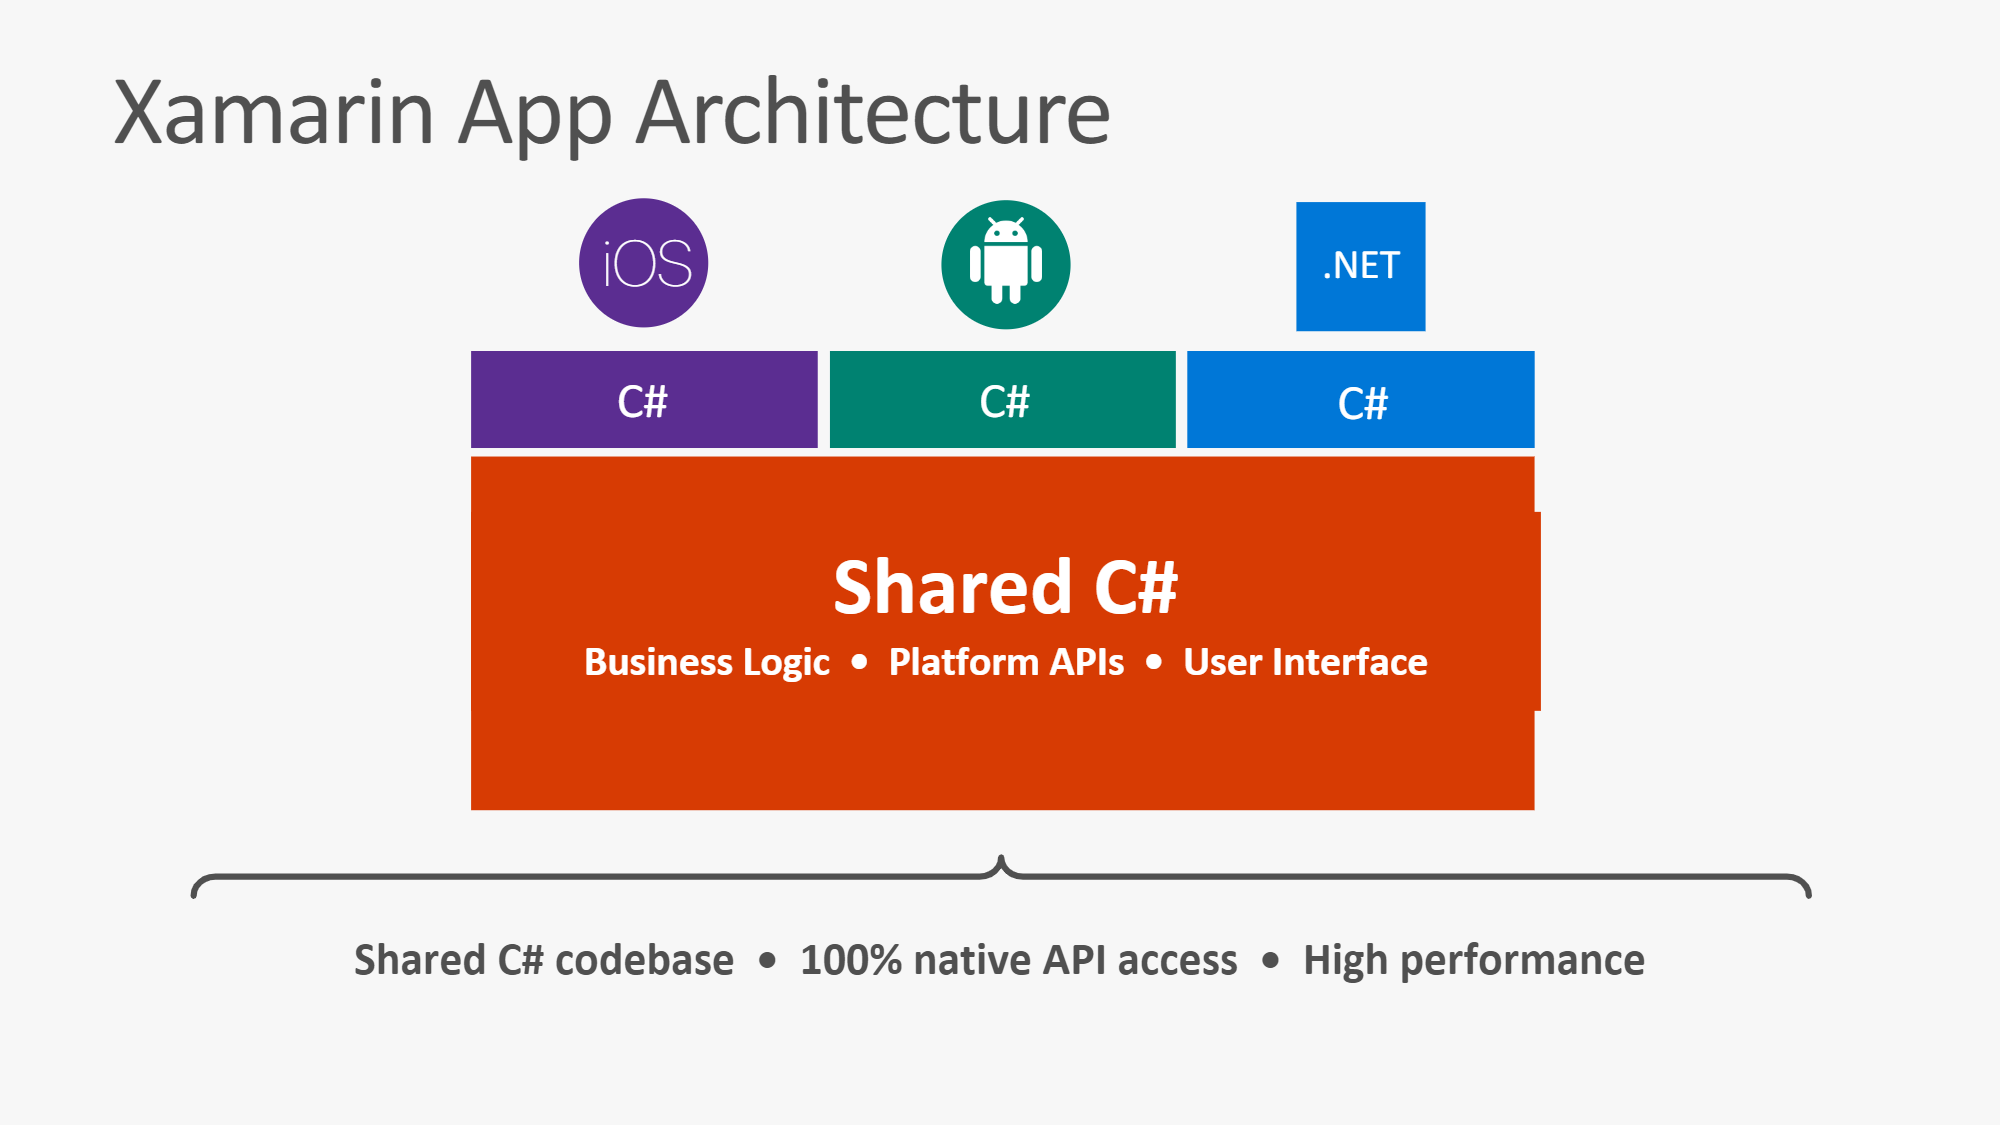 Xamarin App Architecture
iOS
.NET
C#
C#
C#
Shared C#
Business Logic • Platform APIs • User Interface
Shared C# codebase • 100% native API access • High performance